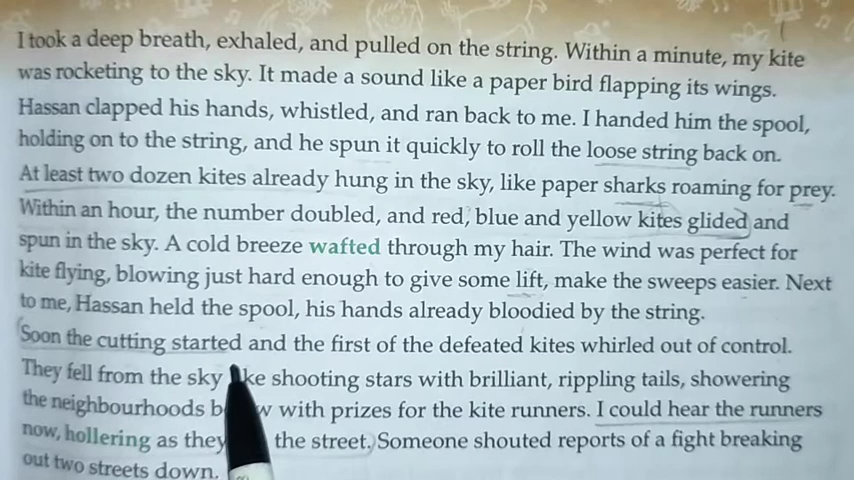 I took a deep breath, exhaled, and pulled on the string. Within a minute, my kite
was rocketing to the sky. It made a sound like a paper bird flapping its wings.
Hassan clapped his hands, whistled, and ran back to me. I handed him the spool,
holding on to the string, and he spun it quickly to roll the loose string back on.
At least two dozen kites already hung in the sky, like paper sharks roaming for prey.
Within an hour, the number doubled, and red, blue and yellow kites glided and
spun in the sky. A cold breeze wafted through my hair. The wind was perfect for
kite flying, blowing just hard enough to give some lift, make the sweeps easier. Next
to me, Hassan held the spool, his hands already bloodied by the string.
Soon the cutting started and the first of the defeated kites whirled out of control.
They fell from the sky like shooting stars with brilliant, rippling tails, showering
the neighbourhoods with prizes for the kite runners. I could hear the runners
now, hollering as they the street. Someone shouted reports of a fight breaking
out two streets down.